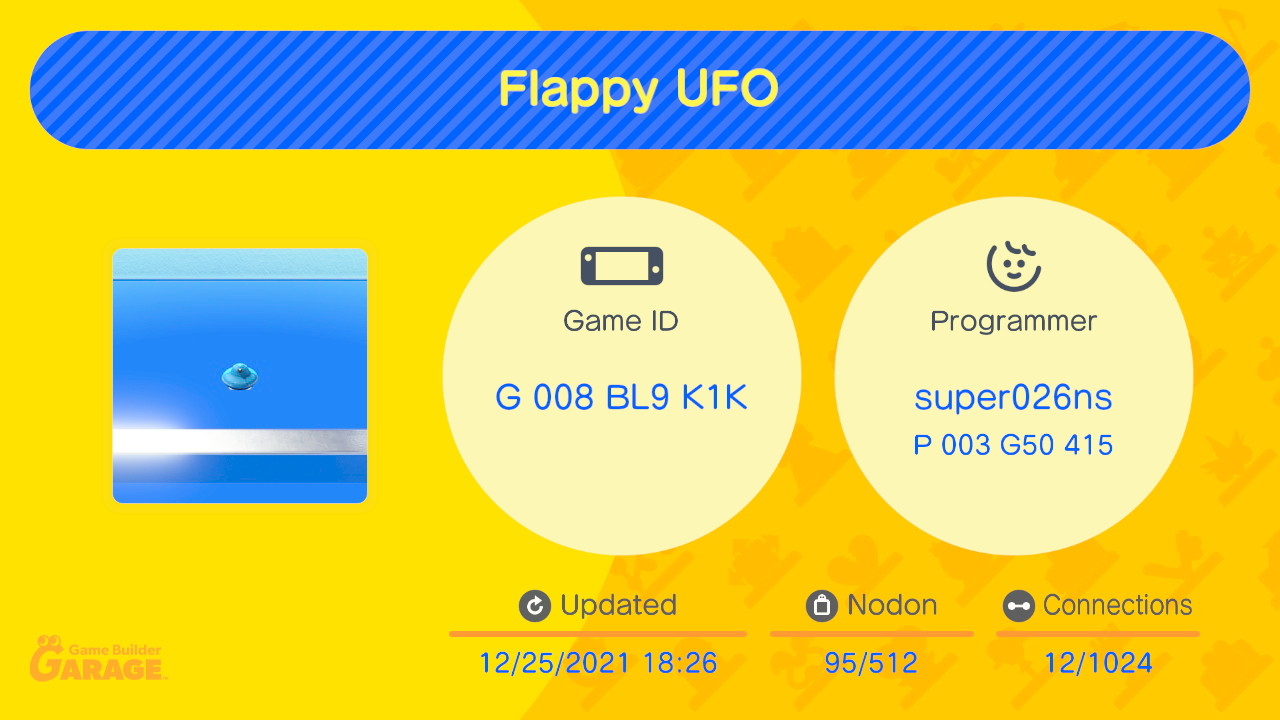 Flappy UFO
Game ID
G 008 BL9 K1K
Programmer
super026ns
P 003 G50 415
Updated
12/25/2021 18:26
Nodon
95/512
Connections
12/1024
Game Builder
GARAGE™